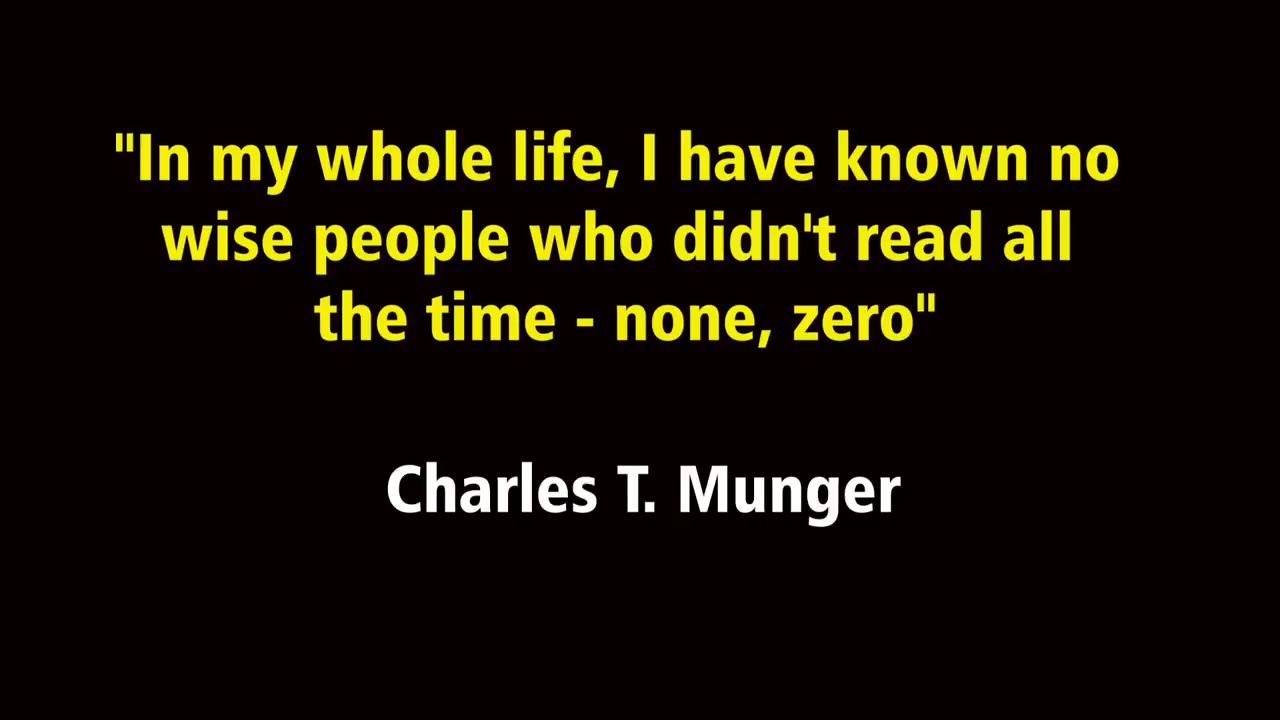 "In my whole life, I have known no
wise people who didn't read all
the time - none, zero"
Charles T. Munger